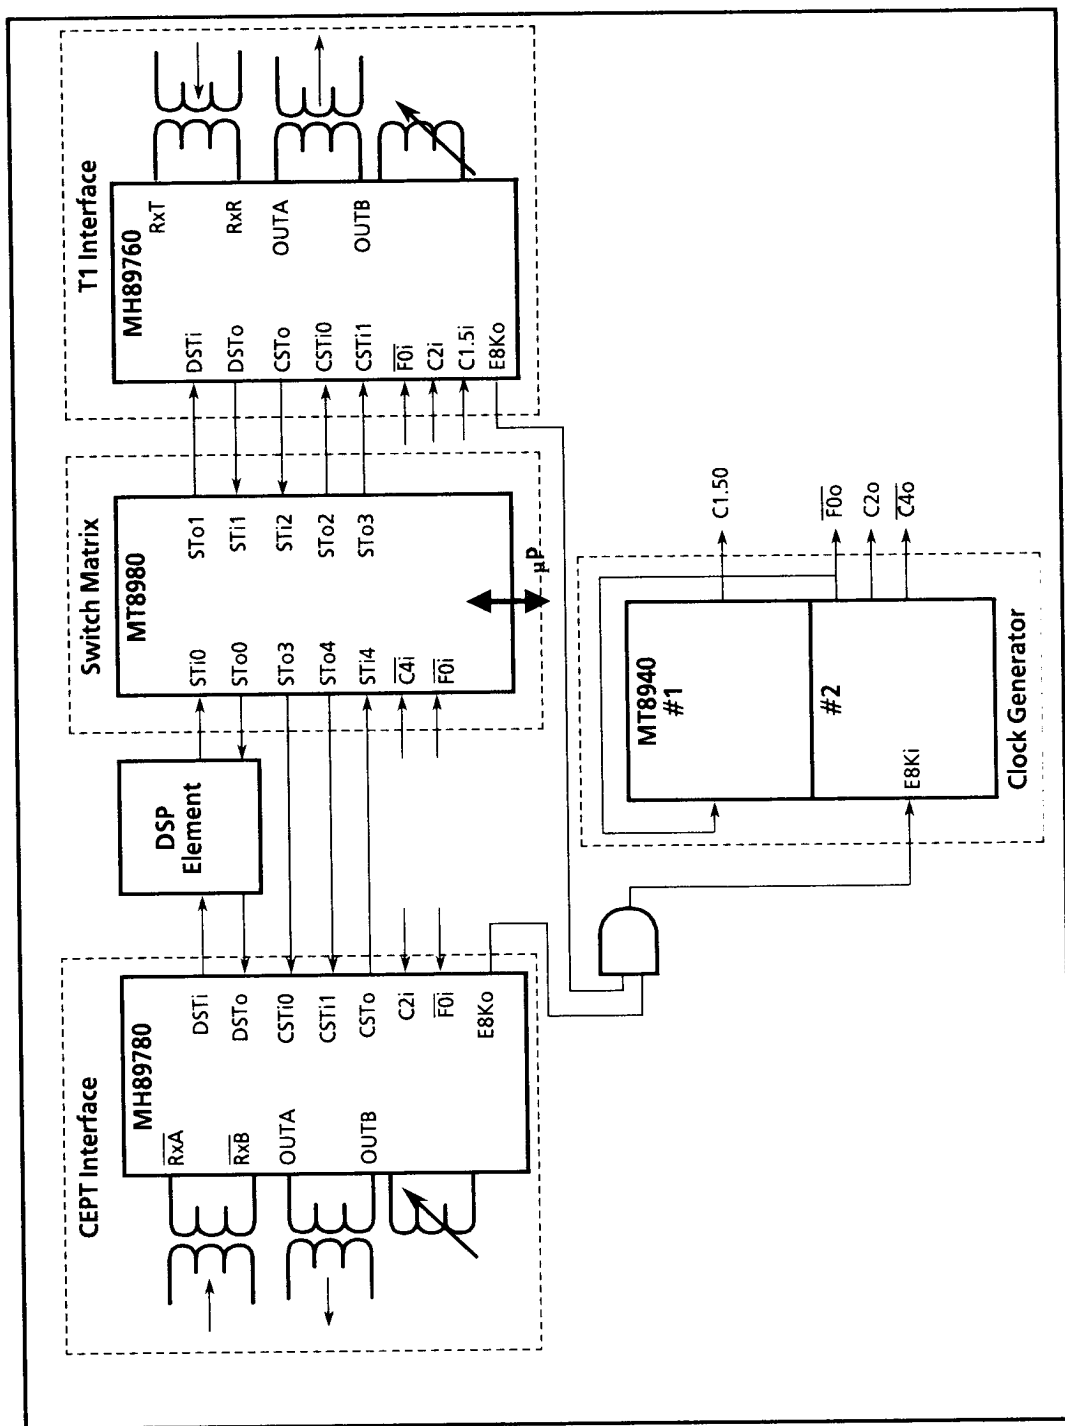 CEPT Interface
MH89780
RxA
RxB
OUTA
OUTB
DSTi
DSTo
CSTi0
CSTi1
CSTo
C2i
F0i
E8Ko
DSP
Element
Switch Matrix
MT8980
STi0
STo0
STo3
STo4
STi4
C4i
F0i
STo1
STi1
STi2
STo2
STo3
µP
T1 Interface
MH89760
DSTi
DSTo
CSTo
CSTi0
CSTi1
F0i
C2i
C1.5i
E8Ko
RxT
RxR
OUTA
OUTB
MT8940
#1
#2
E8Ki
Clock Generator
C1.50
F0o
C2o
C4o